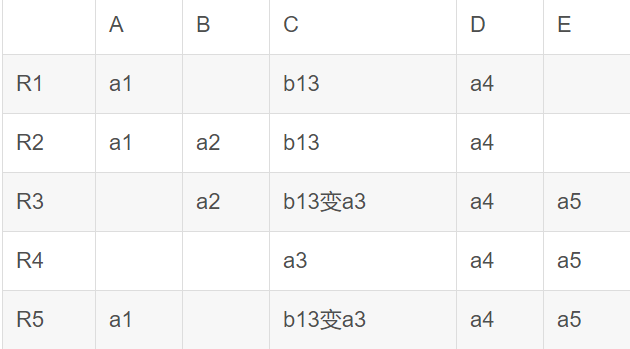 A B C D E
R1 a1 b13 a4
R2 a1 a2 b13 a4
R3 a2 b13变a3 a4 a5
R4 a3 a4 a5
R5 a1 b13变a3 a4 a5